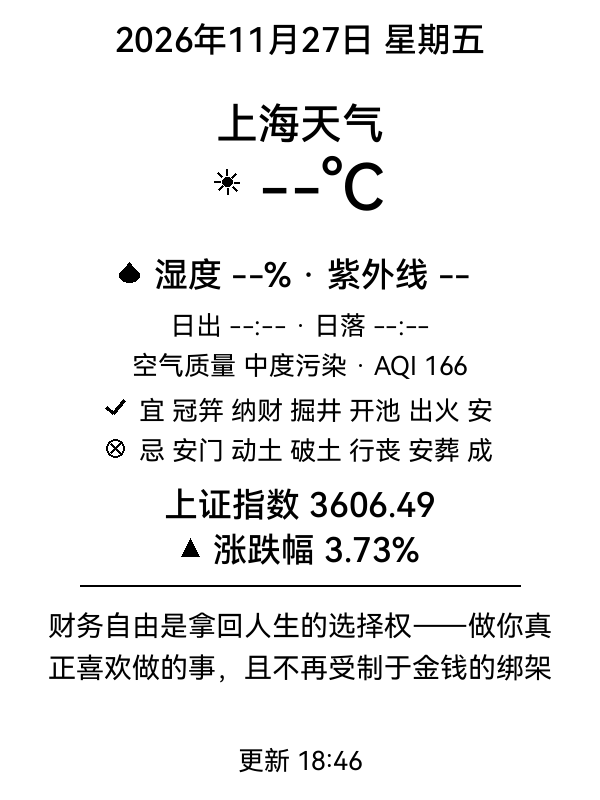 2026年11月27日 星期五
上海天气
--°C
湿度 --% · 紫外线 --
日出 --:-- · 日落 --:--
空气质量 中度污染 · AQI 166
宜 冠笄 纳财 掘井 开池 出火 安
忌 安门 动土 破土 行丧 安葬 成
上证指数 3606.49
▲ 涨跌幅 3.73%
财务自由是拿回人生的选择权——做你真
正喜欢做的事，且不再受制于金钱的绑架
更新 18:46